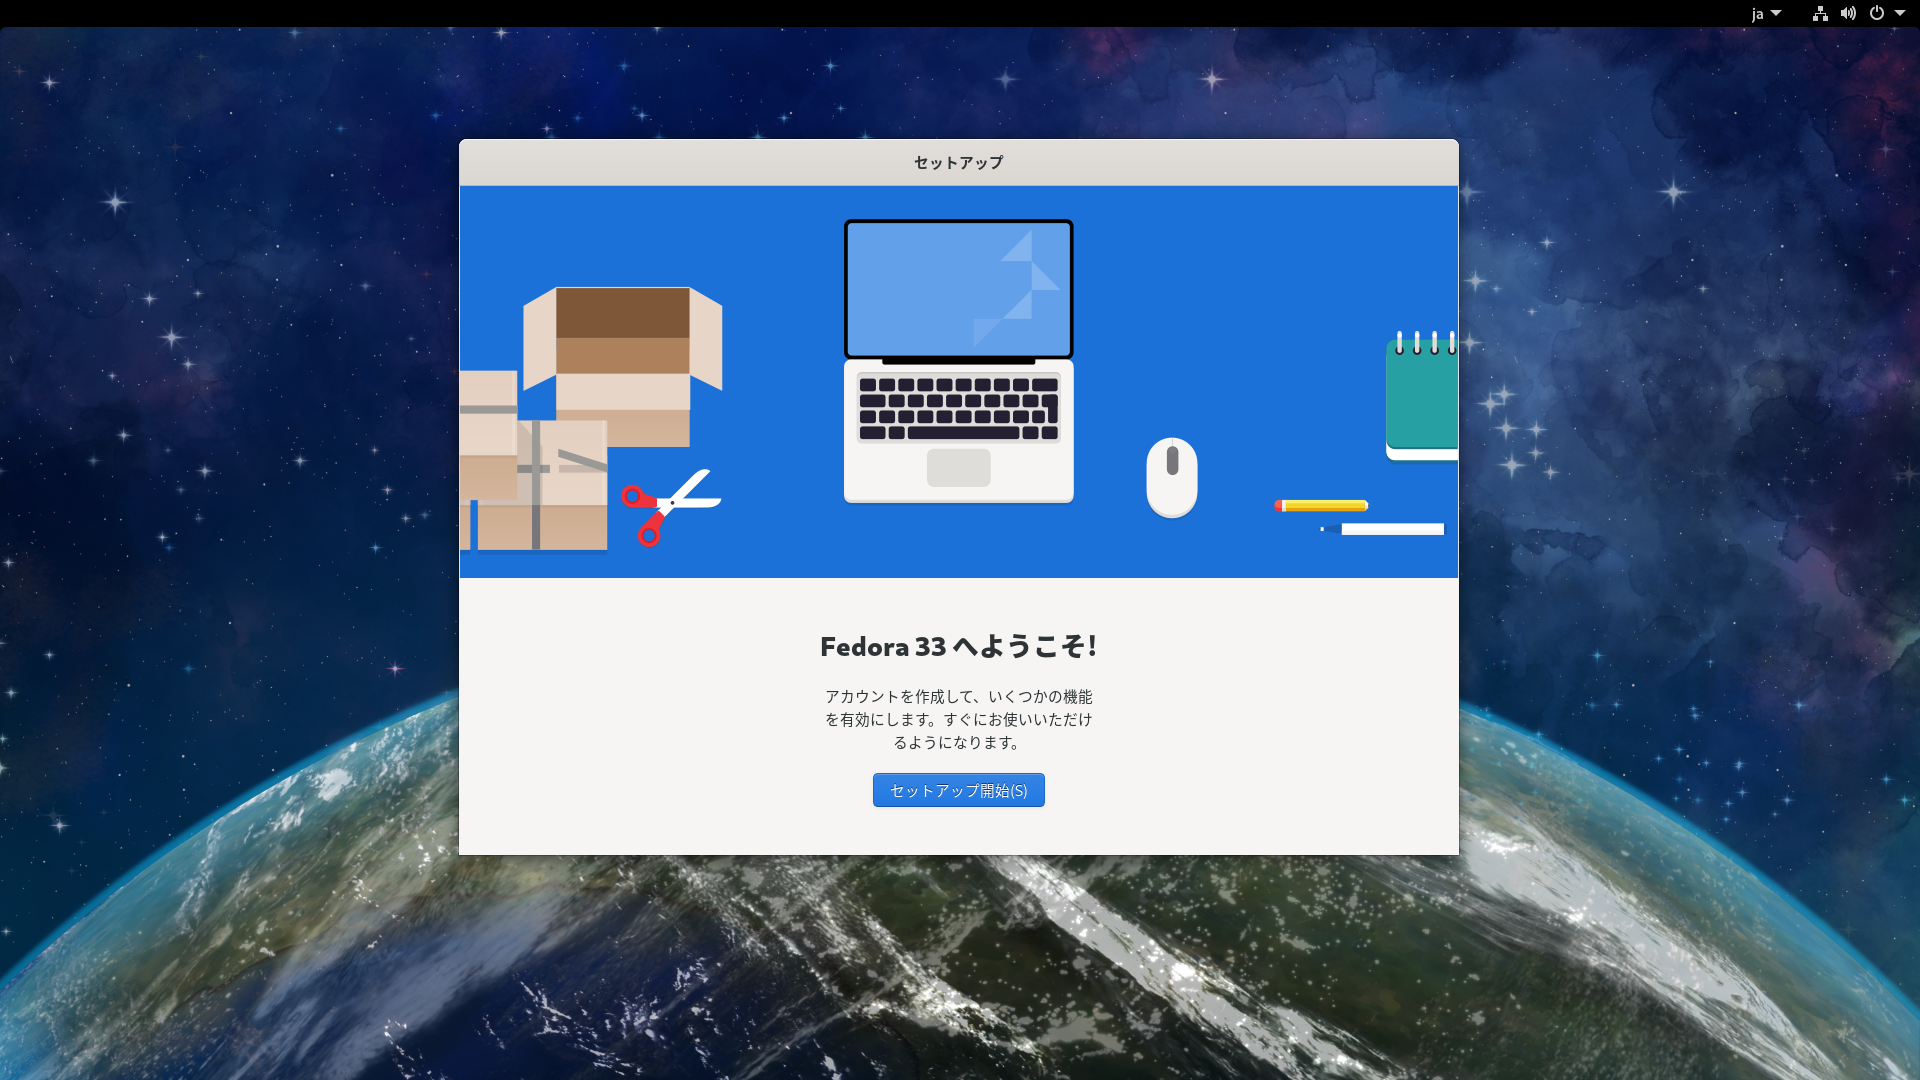 ja
セットアップ
Fedora 33 へようこそ!
アカウントを作成して、いくつかの機能
を有効にします。すぐにお使いいただけ
るようになります。
セットアップ開始(S)